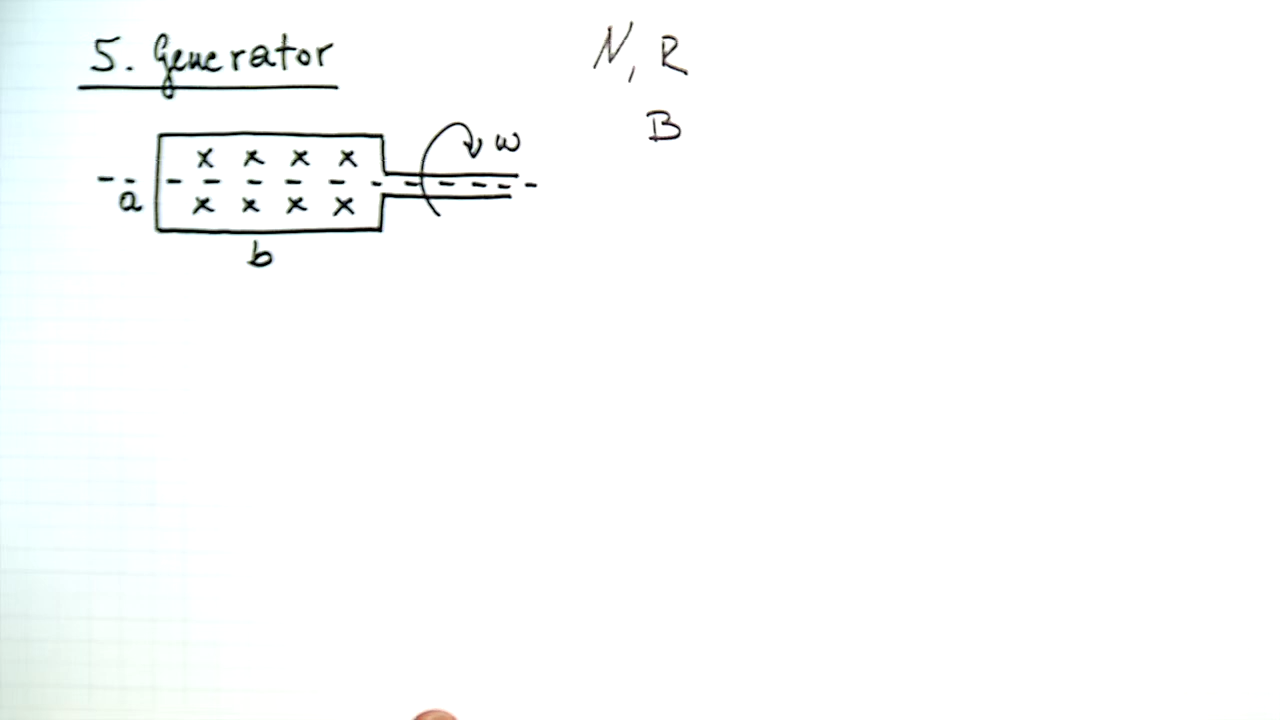 5. Generator
N, R
B
x x x x
ω
a
x x x x
b